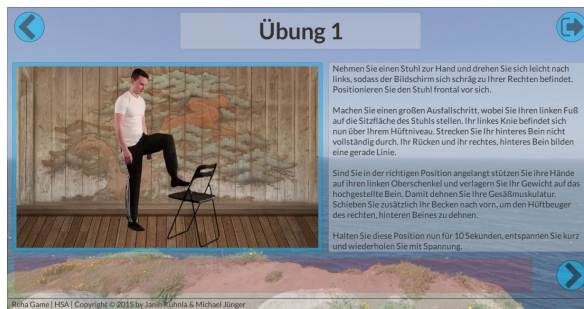 Übung 1
Nehmen Sie einen Stuhl zur Hand und drehen Sie sich leicht nach
links, sodass der Bildschirm sich schräg zu Ihrer Rechten befindet.
Positionieren Sie den Stuhl frontal vor sich.
Machen Sie einen großen Ausfallschritt, wobei Sie Ihren linken Fuß
auf die Sitzfläche des Stuhls stellen. Ihr linkes Knie befindet sich
nun über Ihrem Hüftniveau. Strecken Sie Ihr hinteres Bein nicht
vollständig durch. Ihr Rücken und ihr rechtes, hinteres Bein bilden
eine gerade Linie.
Sind Sie in der richtigen Position angelangt stützen Sie ihre Hände
auf ihren linken Oberschenkel und verlagern Sie Ihr Gewicht auf das
hochgestellte Bein. Damit dehnen Sie Ihre Gesäßmuskulatur.
Schieben Sie zusätzlich Ihr Becken nach vorn, um den Hüftbeuger
des rechten, hinteren Beines zu dehnen.
Halten Sie diese Position nun für 10 Sekunden, entspannen Sie kurz
und wiederholen Sie mit Spannung.
Reha Game | HSA | Copyright © 2015 by Janin Kuhnla & Michael Jünger